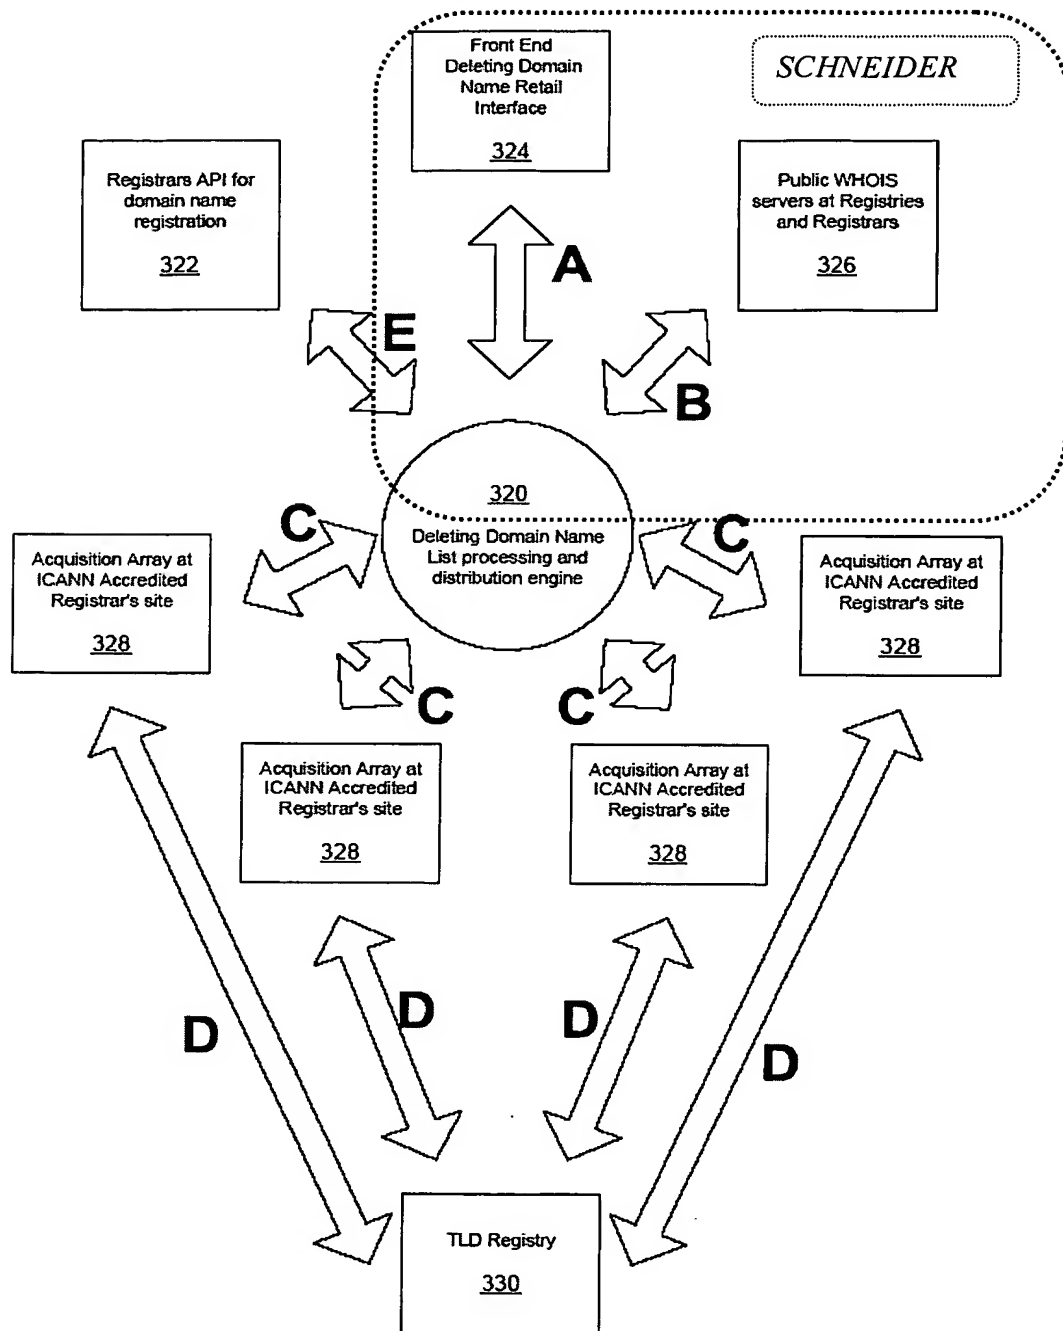 Front End
Deleting Domain
Name Retail
Interface
324
SCHNEIDER
Registrars API for
domain name
registration
322
Public WHOIS
servers at Registries
and Registrars
326
A
E
B
320
Deleting Domain Name
List processing and
distribution engine
C
C
Acquisition Array at
ICANN Accredited
Registrar's site
328
Acquisition Array at
ICANN Accredited
Registrar's site
328
C
C
Acquisition Array at
ICANN Accredited
Registrar's site
328
Acquisition Array at
ICANN Accredited
Registrar's site
328
D
D
D
D
TLD Registry
330